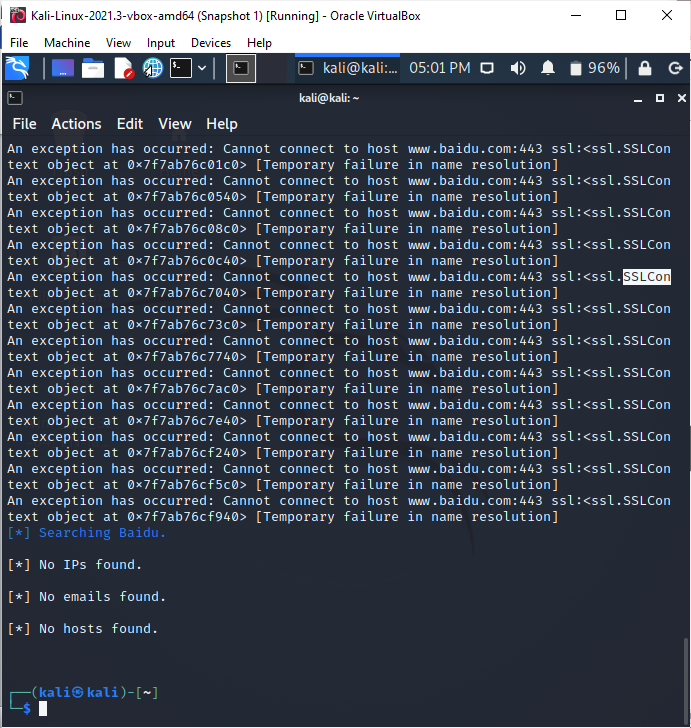 Kali-Linux-2021.3-vbox-amd64 (Snapshot 1) [Running] - Oracle VirtualBox
File Machine View Input Devices Help
kali@kali:... 05:01 PM 96%
kali@kali: ~
File Actions Edit View Help
An exception has occurred: Cannot connect to host www.baidu.com:443 ssl:<ssl.SSLCon
text object at 0×7f7ab76c01c0> [Temporary failure in name resolution]
An exception has occurred: Cannot connect to host www.baidu.com:443 ssl:<ssl.SSLCon
text object at 0×7f7ab76c0540> [Temporary failure in name resolution]
An exception has occurred: Cannot connect to host www.baidu.com:443 ssl:<ssl.SSLCon
text object at 0×7f7ab76c08c0> [Temporary failure in name resolution]
An exception has occurred: Cannot connect to host www.baidu.com:443 ssl:<ssl.SSLCon
text object at 0×7f7ab76c0c40> [Temporary failure in name resolution]
An exception has occurred: Cannot connect to host www.baidu.com:443 ssl:<ssl.SSLCon
text object at 0×7f7ab76c7040> [Temporary failure in name resolution]
An exception has occurred: Cannot connect to host www.baidu.com:443 ssl:<ssl.SSLCon
text object at 0×7f7ab76c73c0> [Temporary failure in name resolution]
An exception has occurred: Cannot connect to host www.baidu.com:443 ssl:<ssl.SSLCon
text object at 0×7f7ab76c7740> [Temporary failure in name resolution]
An exception has occurred: Cannot connect to host www.baidu.com:443 ssl:<ssl.SSLCon
text object at 0×7f7ab76c7ac0> [Temporary failure in name resolution]
An exception has occurred: Cannot connect to host www.baidu.com:443 ssl:<ssl.SSLCon
text object at 0×7f7ab76c7e40> [Temporary failure in name resolution]
An exception has occurred: Cannot connect to host www.baidu.com:443 ssl:<ssl.SSLCon
text object at 0×7f7ab76cf240> [Temporary failure in name resolution]
An exception has occurred: Cannot connect to host www.baidu.com:443 ssl:<ssl.SSLCon
text object at 0×7f7ab76cf5c0> [Temporary failure in name resolution]
An exception has occurred: Cannot connect to host www.baidu.com:443 ssl:<ssl.SSLCon
text object at 0×7f7ab76cf940> [Temporary failure in name resolution]
[*] Searching Baidu.
[*] No IPs found.
[*] No emails found.
[*] No hosts found.
┌──(kali㉿kali)-[~]
└─$